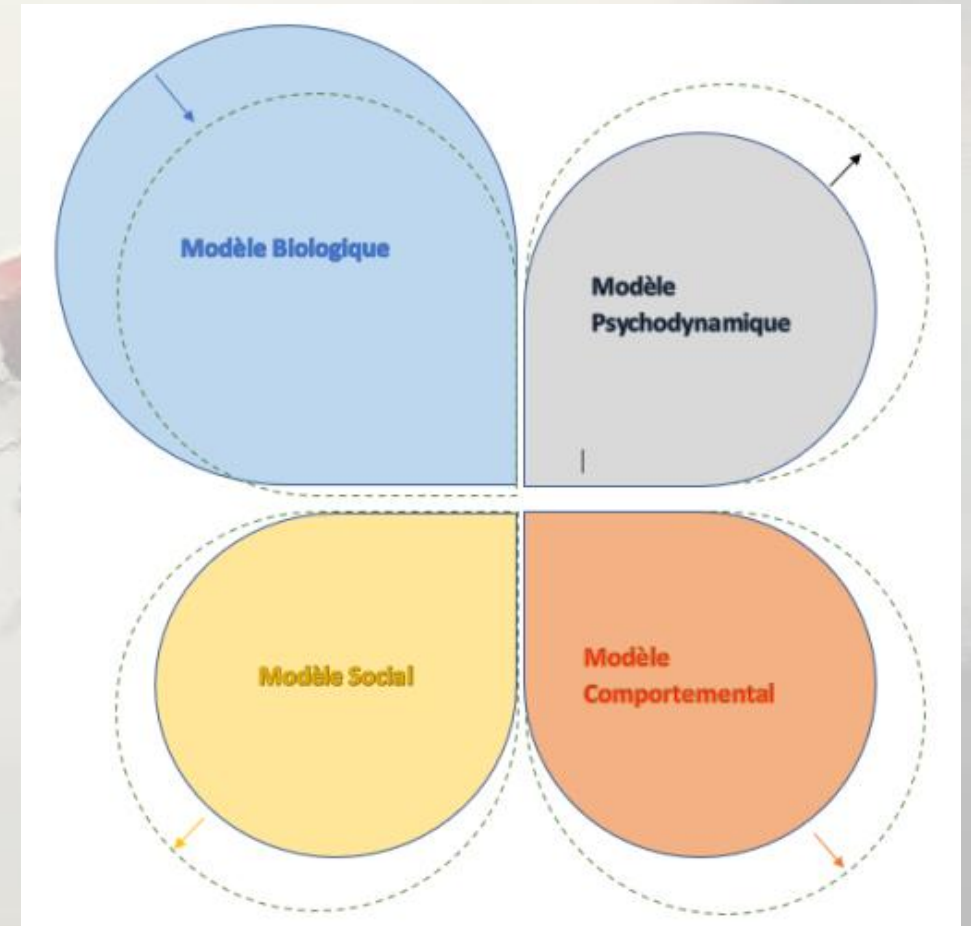 Modèle Biologique
Modèle
Psychodynamique
Modèle Social
Modèle
Comportemental